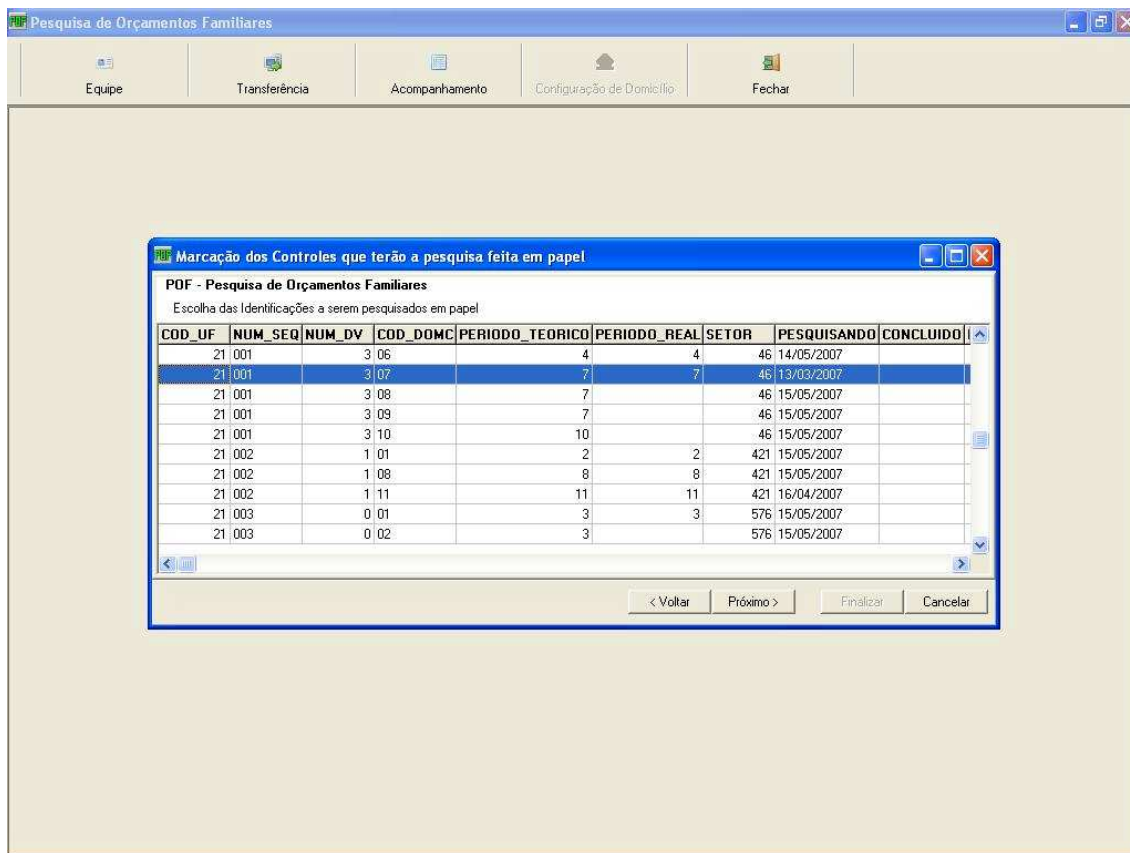 POF Pesquisa de Orçamentos Familiares
Equipe Transferência Acompanhamento Configuração de Domicílio Fechar
POF Marcação dos Controles que terão a pesquisa feita em papel
POF - Pesquisa de Orçamentos Familiares
Escolha das Identificações a serem pesquisados em papel
COD_UF NUM_SEQ NUM_DV COD_DOMC PERIODO_TEORICO PERIODO_REAL SETOR PESQUISANDO CONCLUIDO
21 001 3 06 4 4 46 14/05/2007
21 001 3 07 7 7 46 13/03/2007
21 001 3 08 7 46 15/05/2007
21 001 3 09 7 46 15/05/2007
21 001 3 10 10 46 15/05/2007
21 002 1 01 2 2 421 15/05/2007
21 002 1 08 8 8 421 15/05/2007
21 002 1 11 11 11 421 16/04/2007
21 003 0 01 3 3 576 15/05/2007
21 003 0 02 3 576 15/05/2007
< Voltar Próximo > Finalizar Cancelar